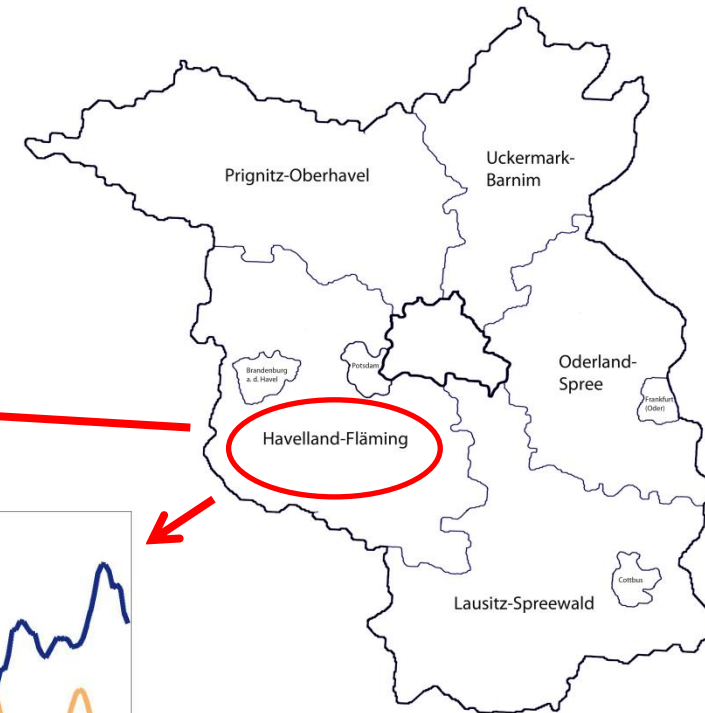 Uckermark-
Barnim
Prignitz-Oberhavel
Oderland-
Spree
Brandenburg
a. d. Havel
Potsdam
Frankfurt
(Oder)
Havelland-Fläming
Cottbus
Lausitz-Spreewald